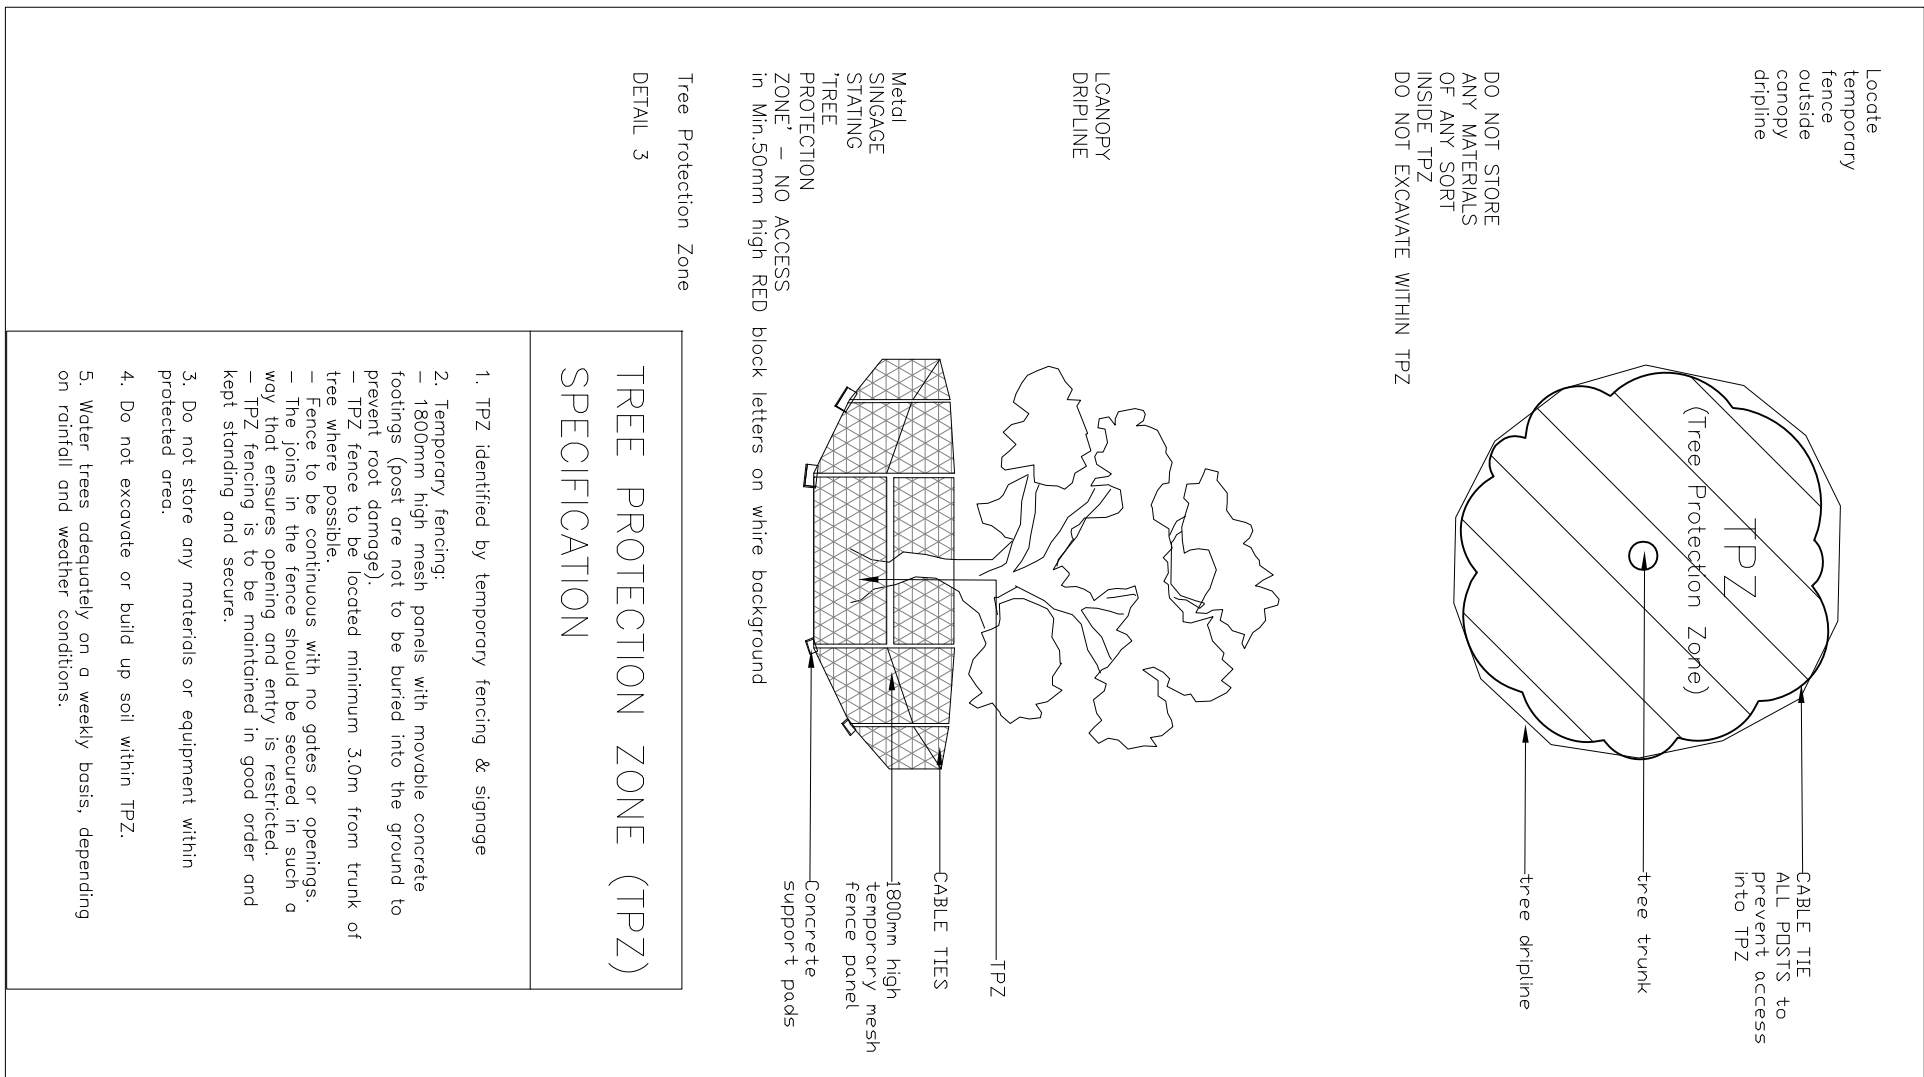 Locate
temporary
fence
outside
canopy
dripline
TPZ
(Tree Protection Zone)
CABLE TIE
ALL POSTS to
prevent access
into TPZ
tree trunk
tree dripline
DO NOT STORE
ANY MATERIALS
OF ANY SORT
INSIDE TPZ
DO NOT EXCAVATE WITHIN TPZ
LCANOPY
DRIPLINE
TPZ
CABLE TIES
1800mm high
temporary mesh
fence panel
Concrete
support pads
Metal
SINGAGE
STATING
'TREE
PROTECTION
ZONE' – NO ACCESS
in Min.50mm high RED block letters on whire background
Tree Protection Zone
DETAIL 3
TREE PROTECTION ZONE (TPZ)
SPECIFICATION
1. TPZ identified by temporary fencing & signage
2. Temporary fencing:
– 1800mm high mesh panels with movable concrete
footings (post are not to be buried into the ground to
prevent root damage).
– TPZ fence to be located minimum 3.0m from trunk of
tree where possible.
– Fence to be continuous with no gates or openings.
– The joins in the fence should be secured in such a
way that ensures opening and entry is restricted.
– TPZ fencing is to be maintained in good order and
kept standing and secure.
3. Do not store any materials or equipment within
protected area.
4. Do not excavate or build up soil within TPZ.
5. Water trees adequately on a weekly basis, depending
on rainfall and weather conditions.